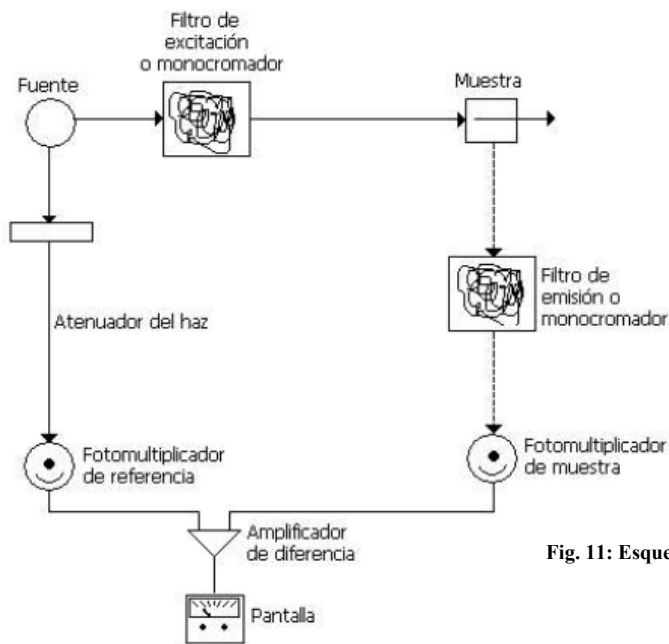 Filtro de
excitación
o monocromador
Fuente
Muestra
Filtro de
emisión o
monocromador
Atenuador del haz
Fotomultiplicador
de referencia
Fotomultiplicador
de muestra
Amplificador
de diferencia
Fig. 11: Esque
Pantalla